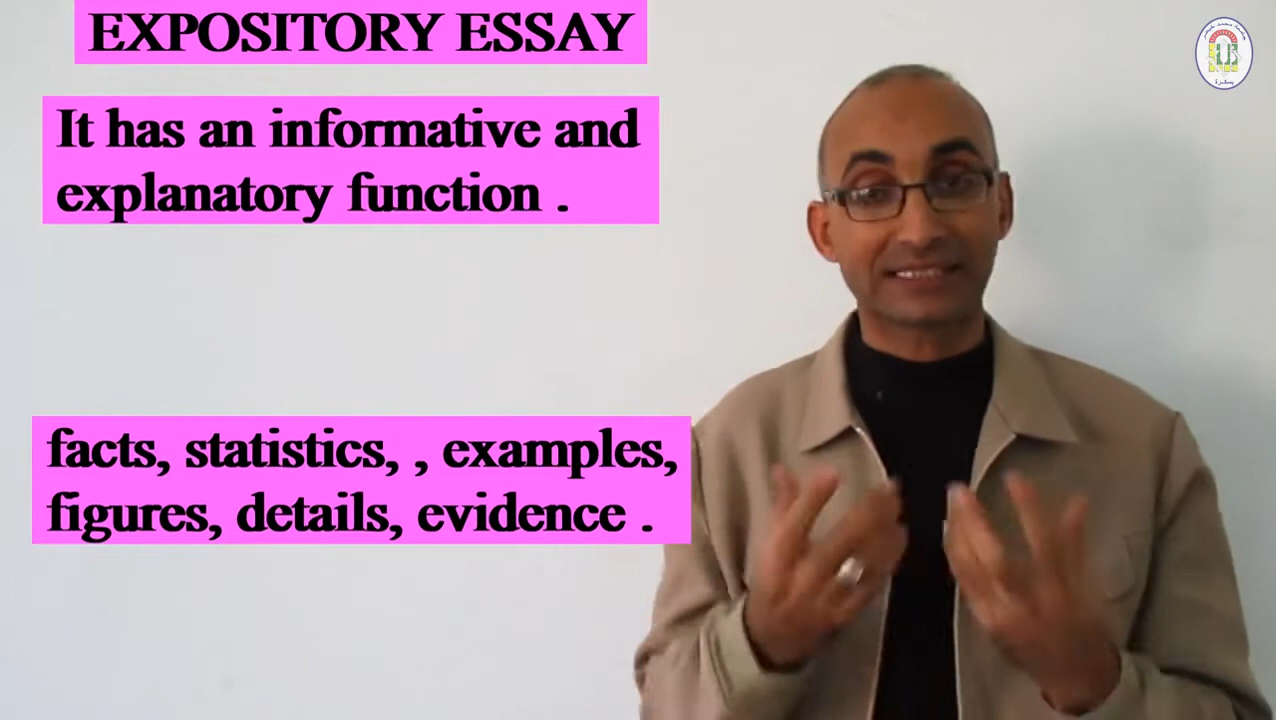 EXPOSITORY ESSAY
It has an informative and
explanatory function .
facts, statistics, , examples,
figures, details, evidence .